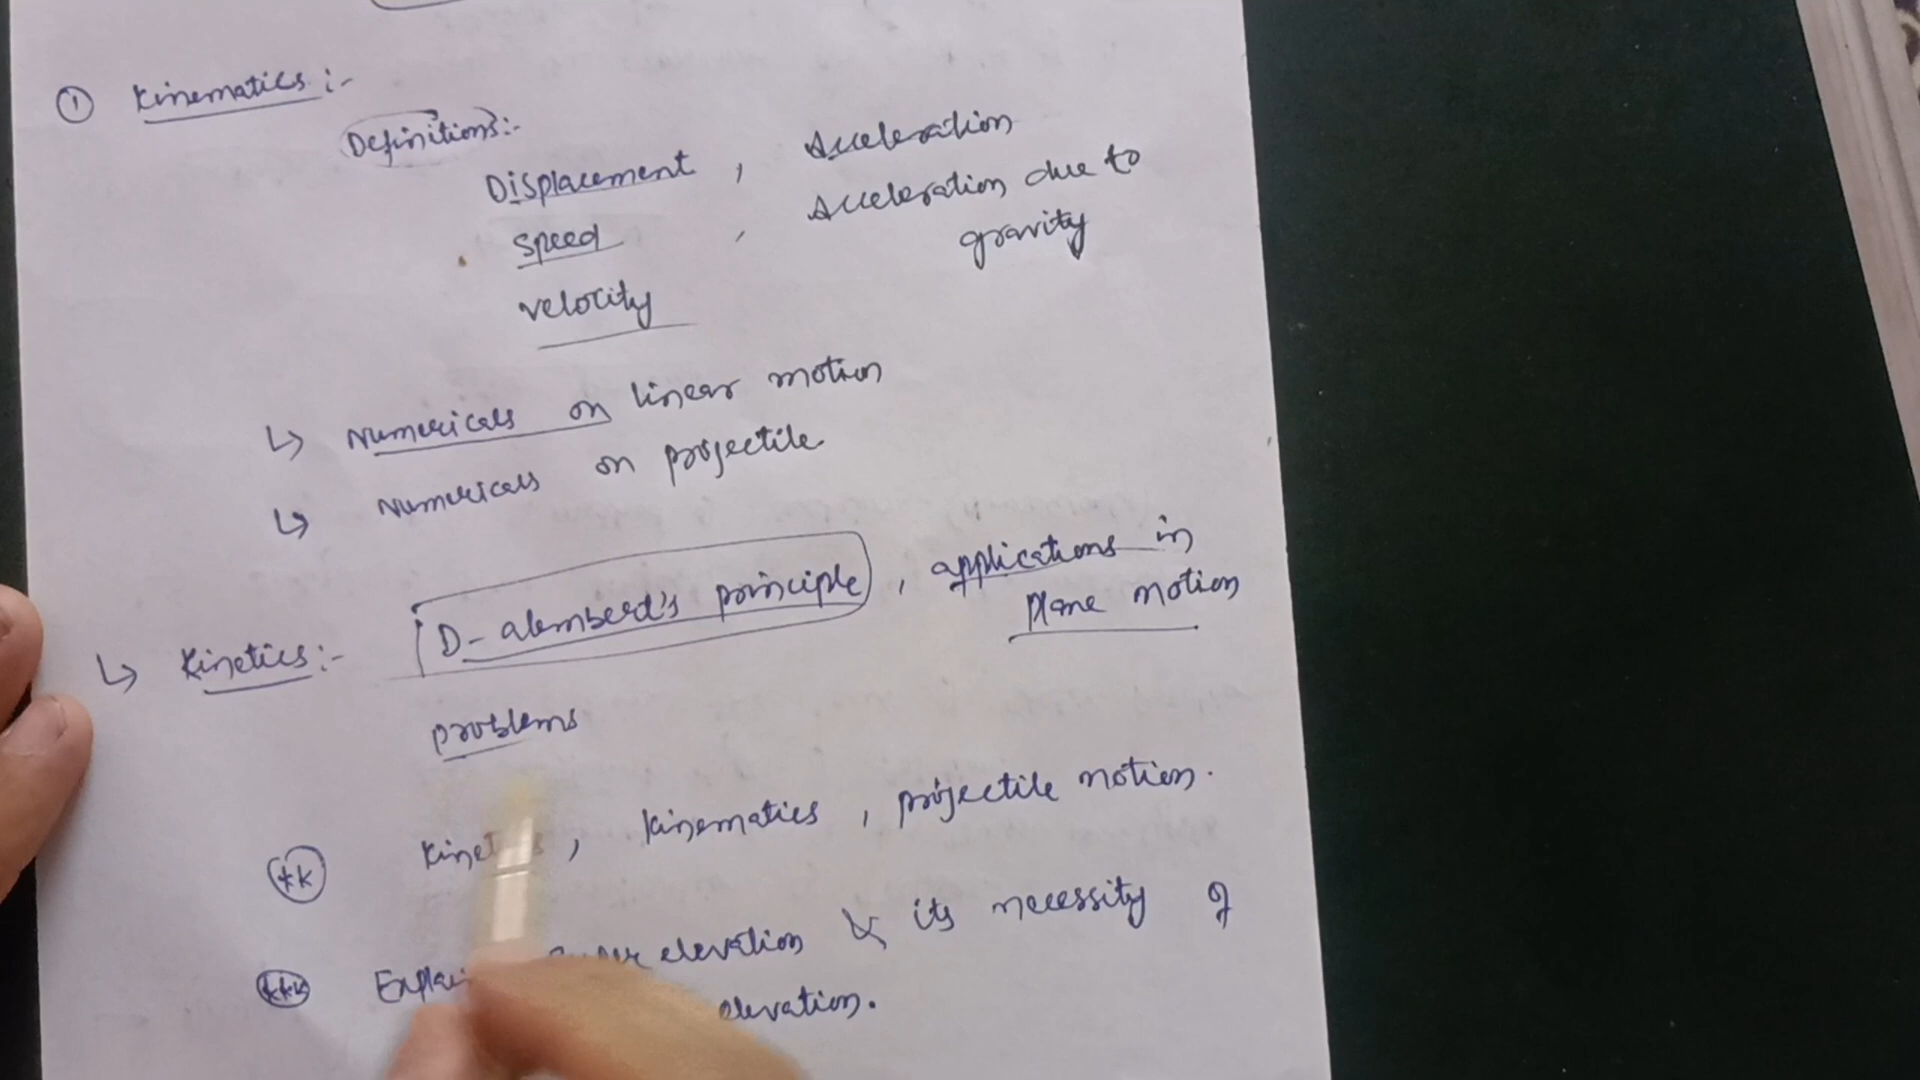 ① Kinematics :-
Definitions:-
Displacement , Acceleration
speed , Acceleration due to
gravity
velocity
↳ Numericals on linear motion
↳ Numericals on projectile
↳ Kinetics:- D-alemberd's principle , applications in
plane motion
problems
** , kinematics , projectile motion.
*** elevation & its necessity of
elevation.